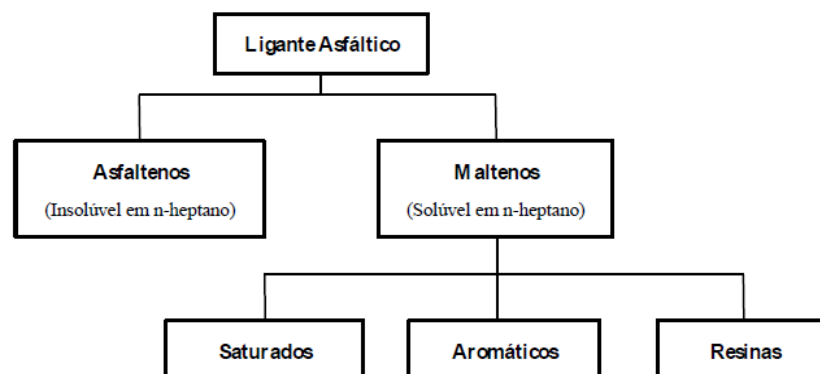 Ligante Asfáltico
Asfaltenos
(Insolúvel em n-heptano)
Maltenos
(Solúvel em n-heptano)
Saturados
Aromáticos
Resinas